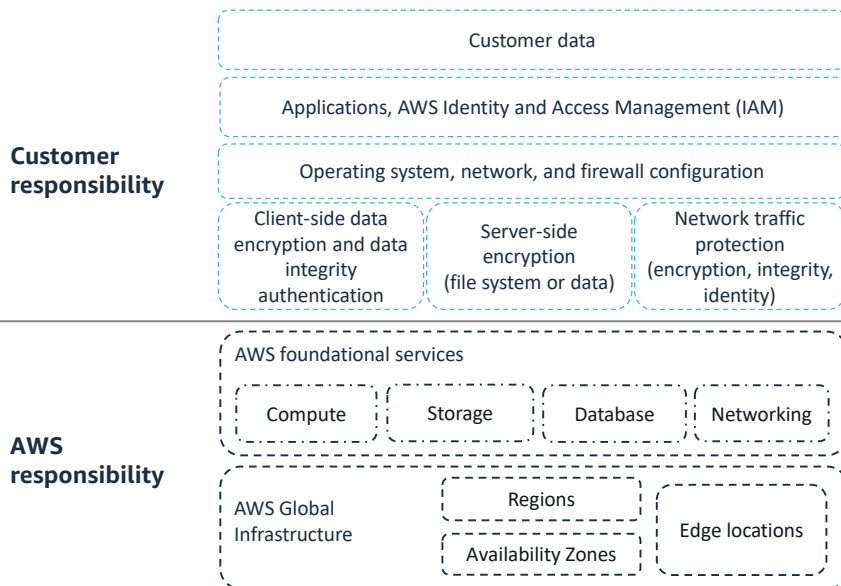 Customer data
Applications, AWS Identity and Access Management (IAM)
Customer
responsibility
Operating system, network, and firewall configuration
Client-side data
encryption and data
integrity
authentication
Server-side
encryption
(file system or data)
Network traffic
protection
(encryption, integrity,
identity)
AWS foundational services
Compute
Storage
Database
Networking
AWS
responsibility
AWS Global
Infrastructure
Regions
Availability Zones
Edge locations